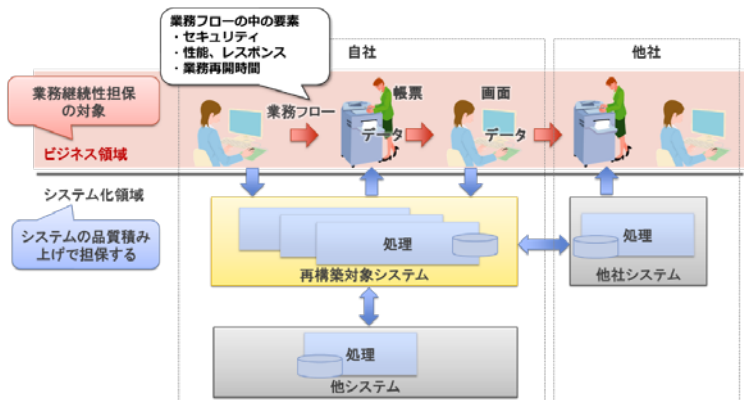 業務フローの中の要素
・セキュリティ
・性能、レスポンス
・業務再開時間
自社
他社
業務継続性担保
の対象
業務フロー
帳票
データ
画面
データ
ビジネス領域
システム化領域
システムの品質積み
上げで担保する
処理
再構築対象システム
処理
他社システム
処理
他システム